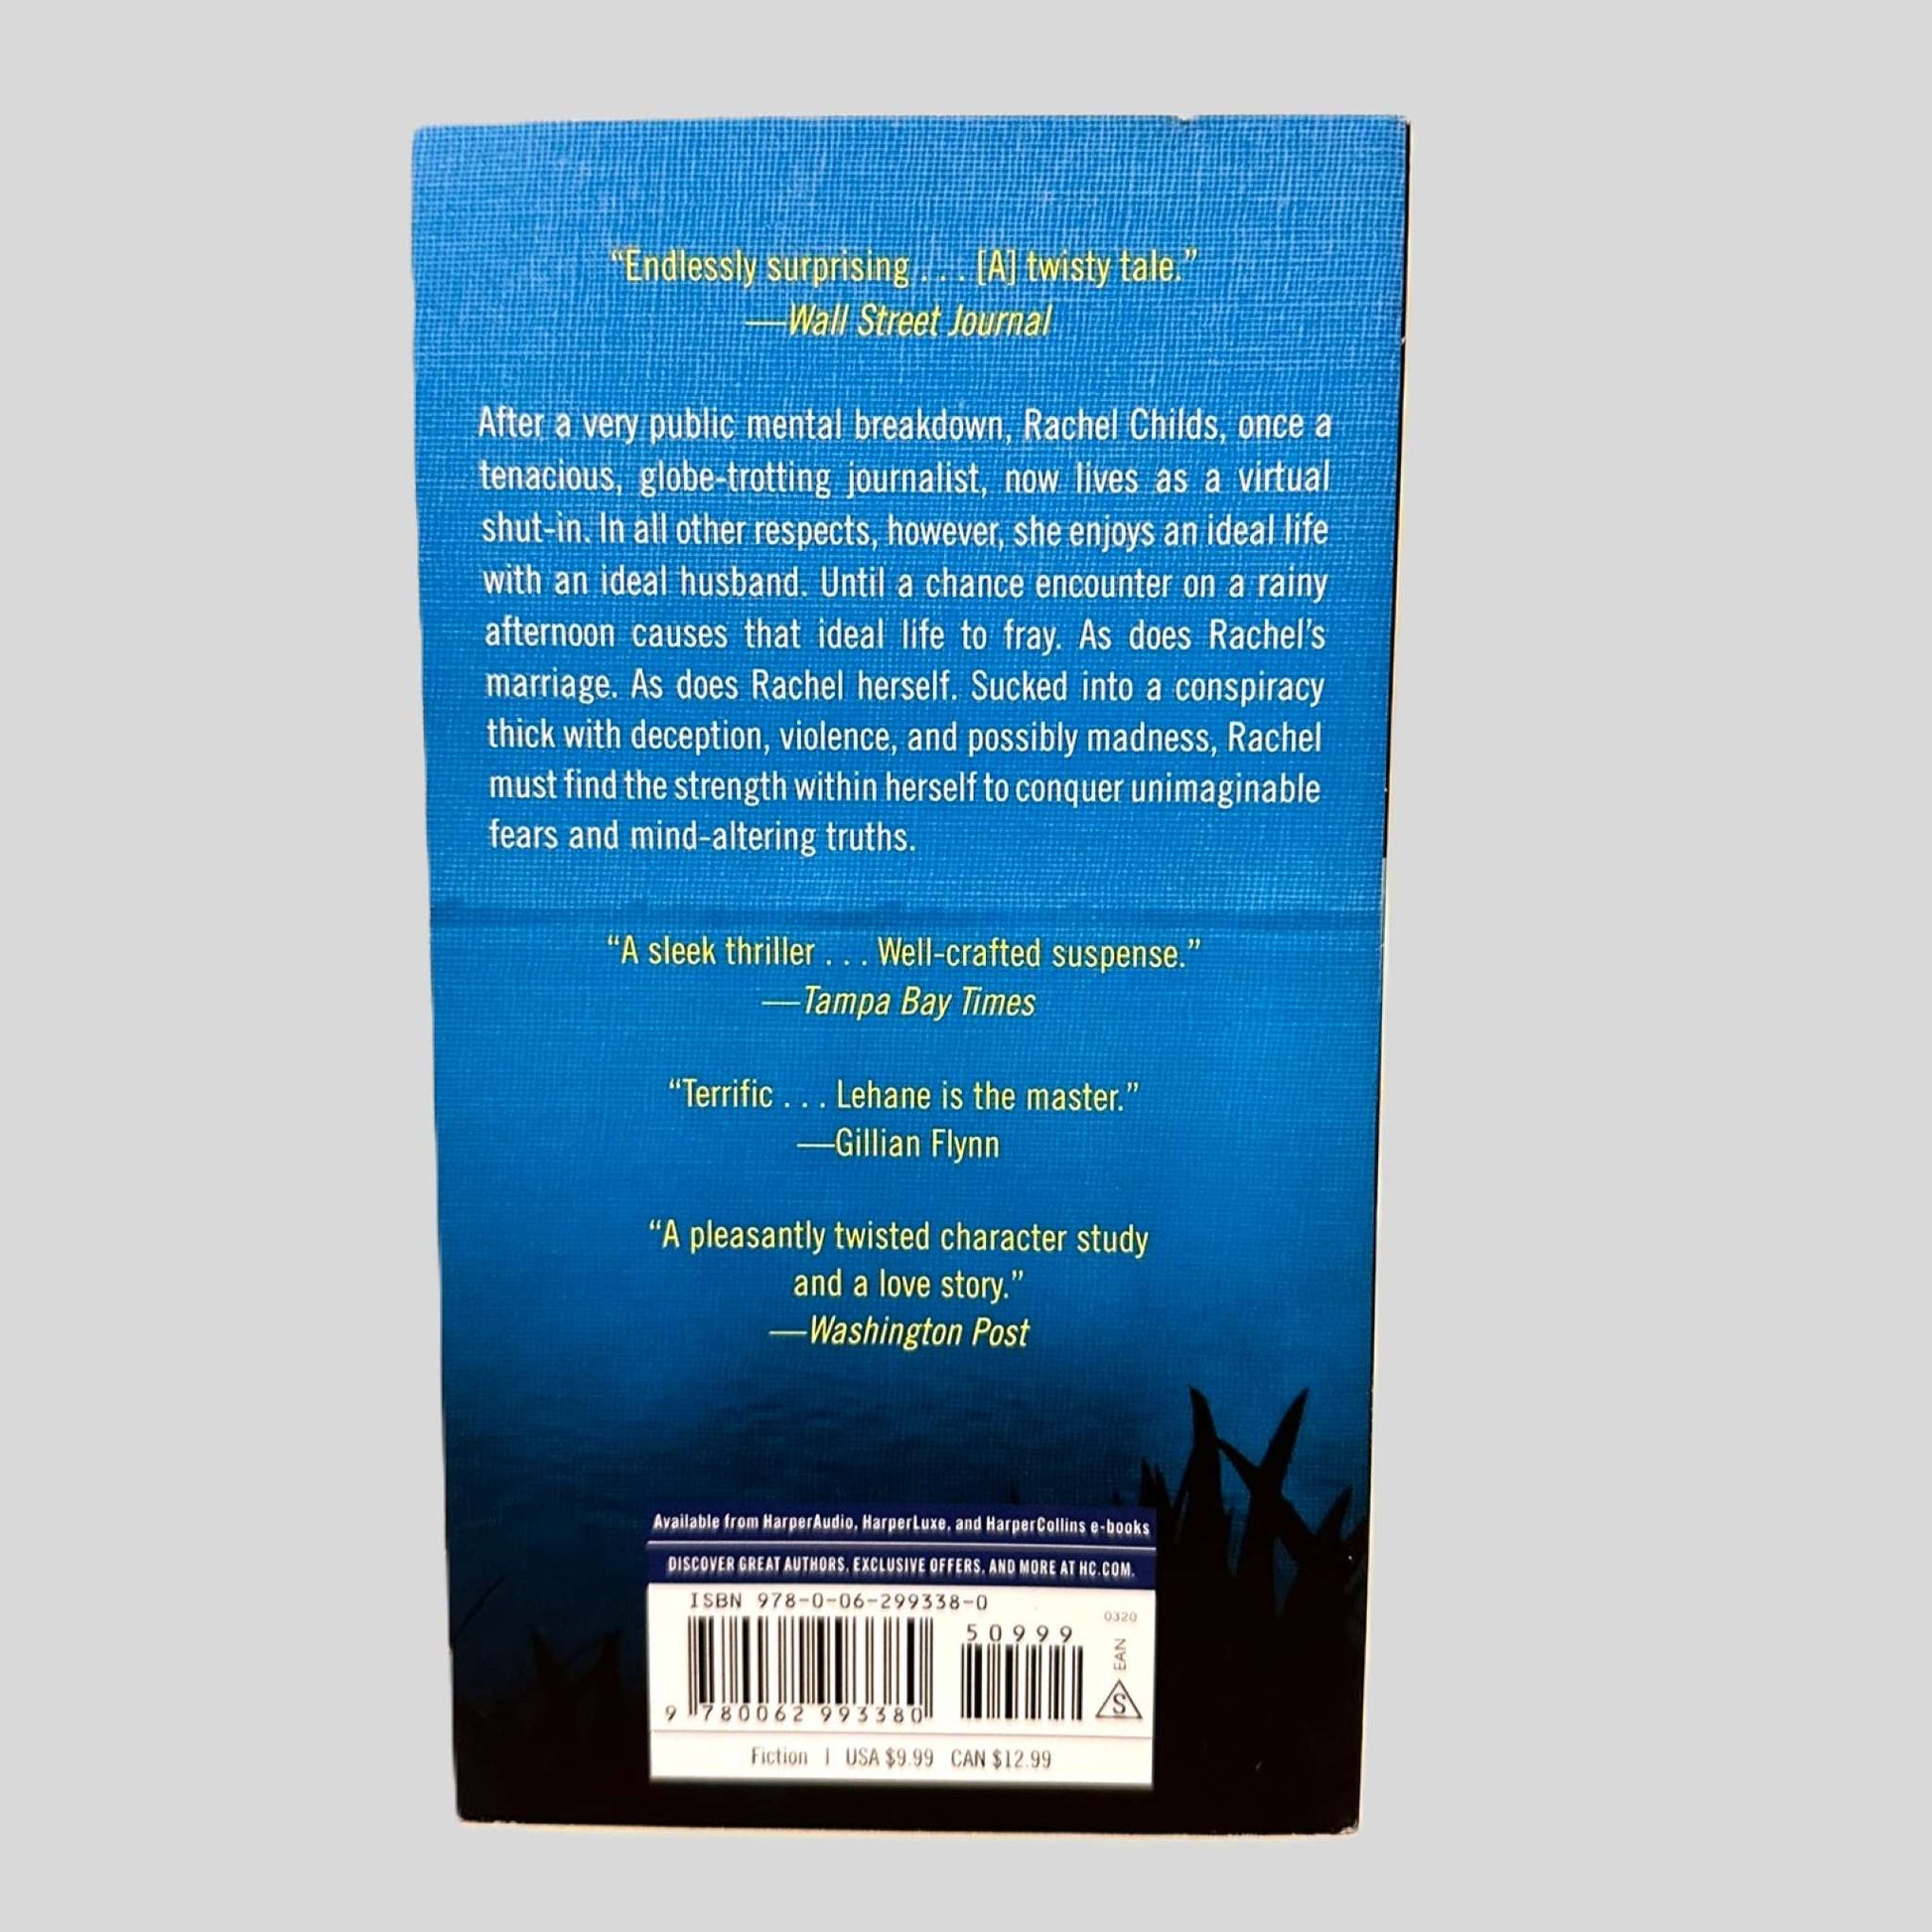 “Endlessly surprising . . . [A] twisty tale.”
—Wall Street Journal
After a very public mental breakdown, Rachel Childs, once a
tenacious, globe-trotting journalist, now lives as a virtual
shut-in. In all other respects, however, she enjoys an ideal life
with an ideal husband. Until a chance encounter on a rainy
afternoon causes that ideal life to fray. As does Rachel’s
marriage. As does Rachel herself. Sucked into a conspiracy
thick with deception, violence, and possibly madness, Rachel
must find the strength within herself to conquer unimaginable
fears and mind-altering truths.
“A sleek thriller . . . Well-crafted suspense.”
—Tampa Bay Times
“Terrific . . . Lehane is the master.”
—Gillian Flynn
“A pleasantly twisted character study
and a love story.”
—Washington Post
Available from HarperAudio, HarperLuxe, and HarperCollins e-books
DISCOVER GREAT AUTHORS, EXCLUSIVE OFFERS, AND MORE AT HC.COM.
ISBN 978-0-06-299338-0
0320
50999
EAN
S
9 780062 993380
Fiction | USA $9.99 CAN $12.99